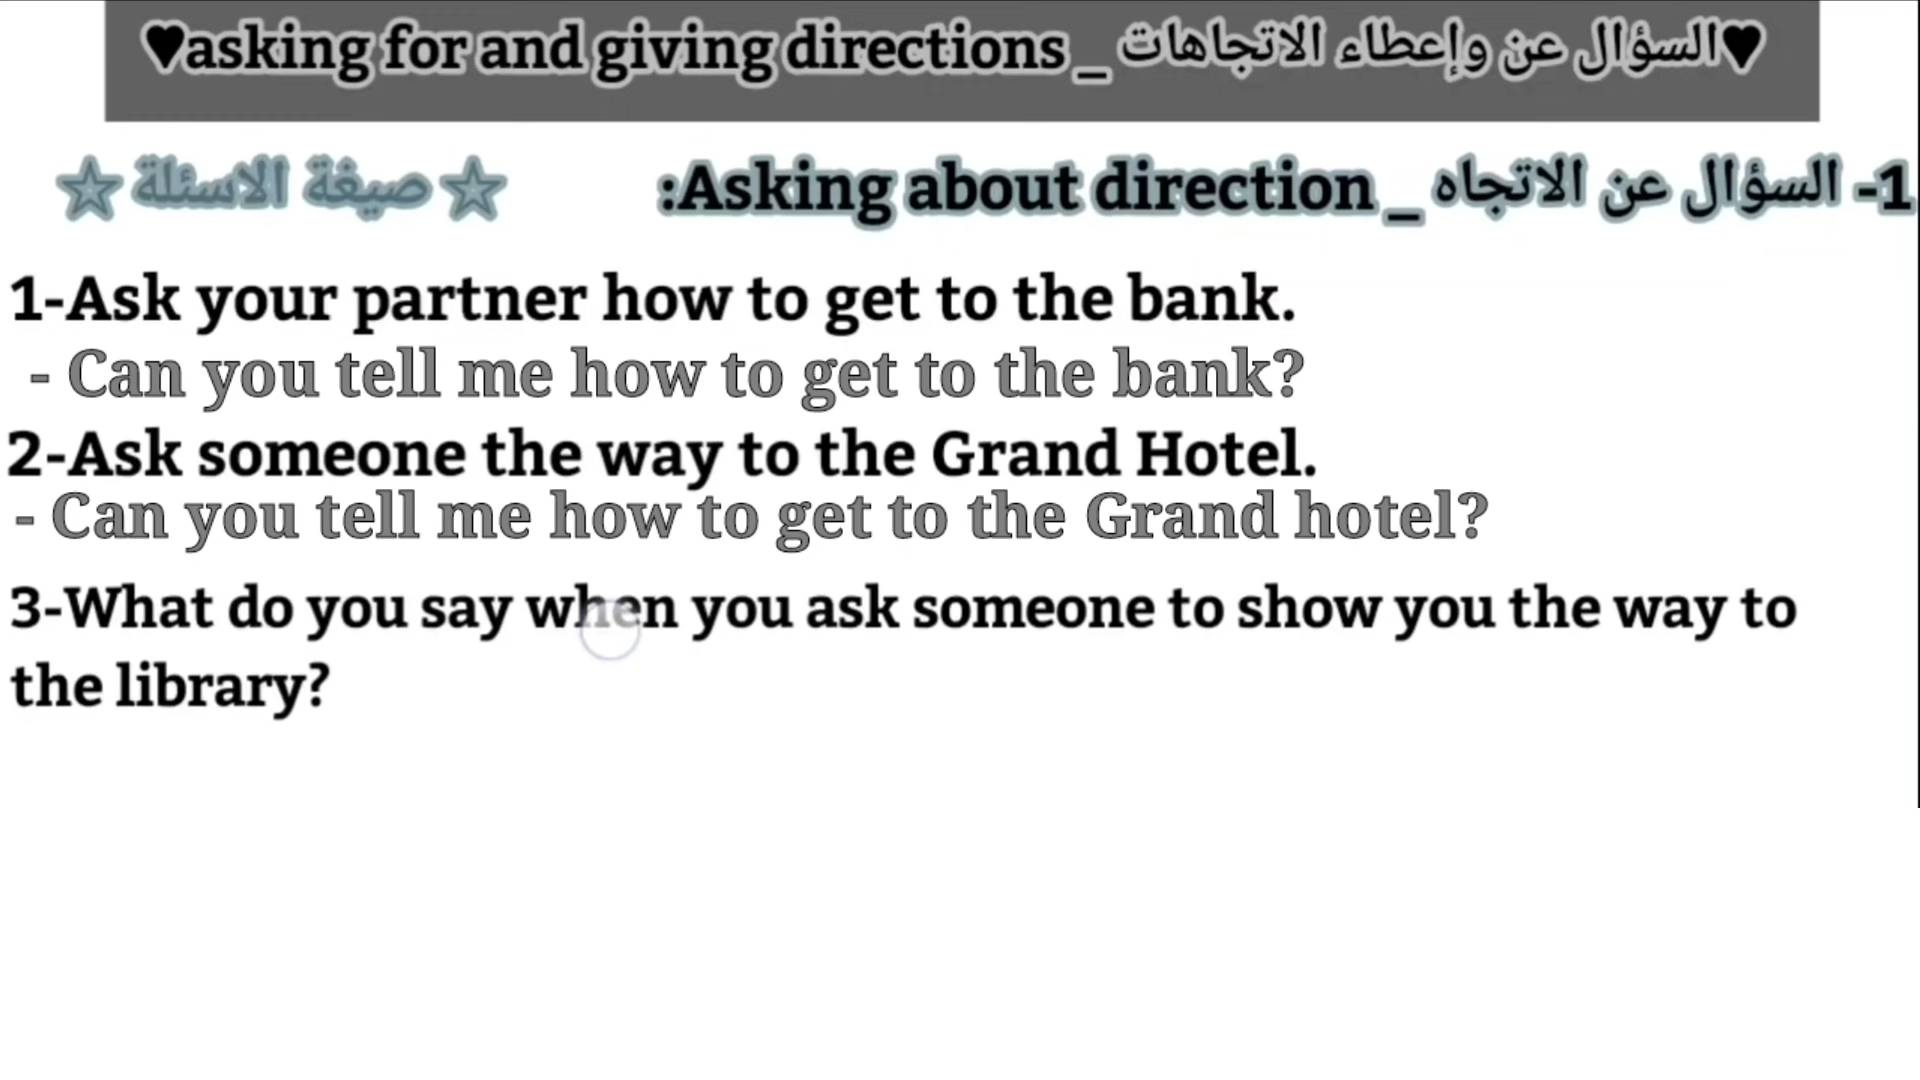 ♥asking for and giving directions _ السؤال عن وإعطاء الاتجاهات♥
1- السؤال عن الاتجاه _ Asking about direction:
☆ صيغة الاسئلة ☆
1-Ask your partner how to get to the bank.
- Can you tell me how to get to the bank?
2-Ask someone the way to the Grand Hotel.
- Can you tell me how to get to the Grand hotel?
3-What do you say when you ask someone to show you the way to
the library?